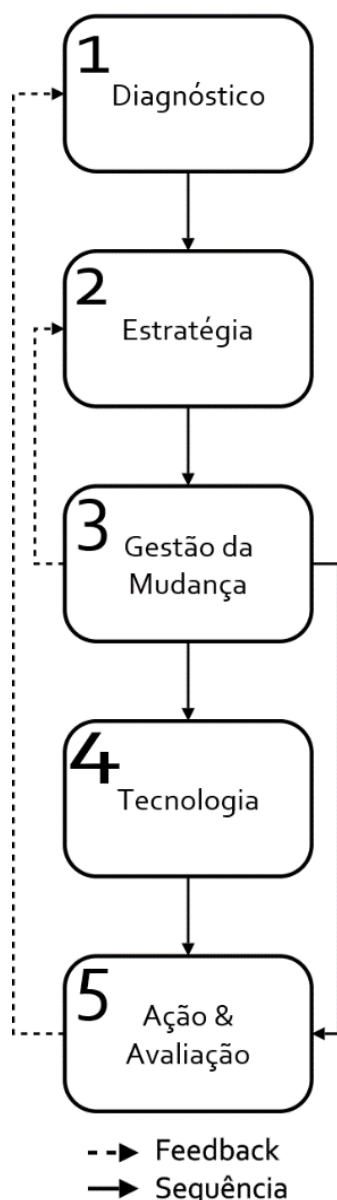 1
Diagnóstico
2
Estratégia
3
Gestão da
Mudança
4
Tecnologia
5
Ação &
Avaliação
Feedback
Sequência